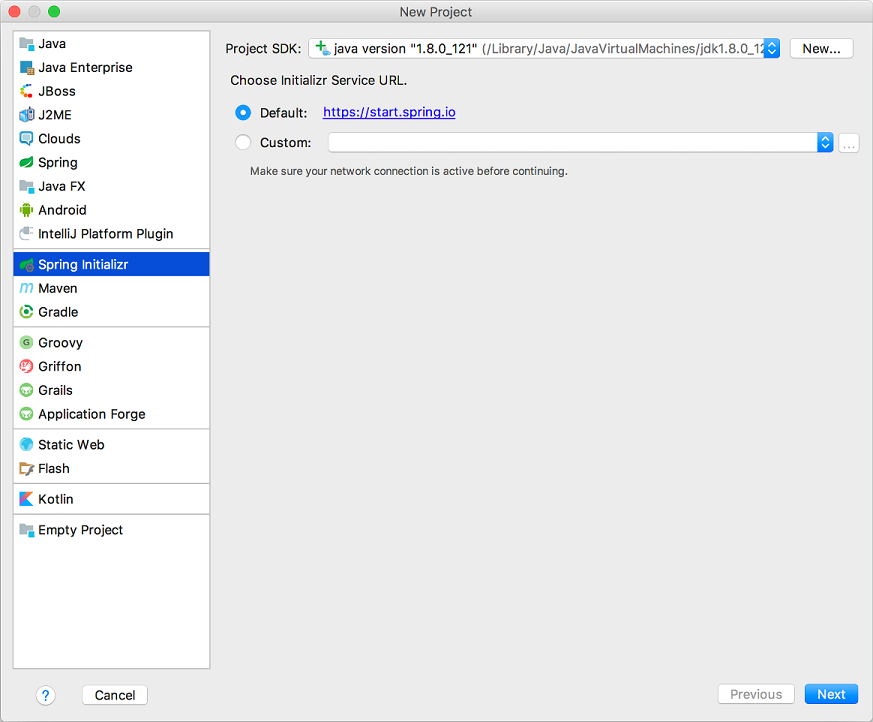 New Project
Java
Java Enterprise
JBoss
J2ME
Clouds
Spring
Java FX
Android
IntelliJ Platform Plugin
Spring Initializr
Maven
Gradle
Groovy
Griffon
Grails
Application Forge
Static Web
Flash
Kotlin
Empty Project
Project SDK: java version "1.8.0_121" (/Library/Java/JavaVirtualMachines/jdk1.8.0_12 New...
Choose Initializr Service URL.
Default: https://start.spring.io
Custom: ...
Make sure your network connection is active before continuing.
? Cancel Previous Next